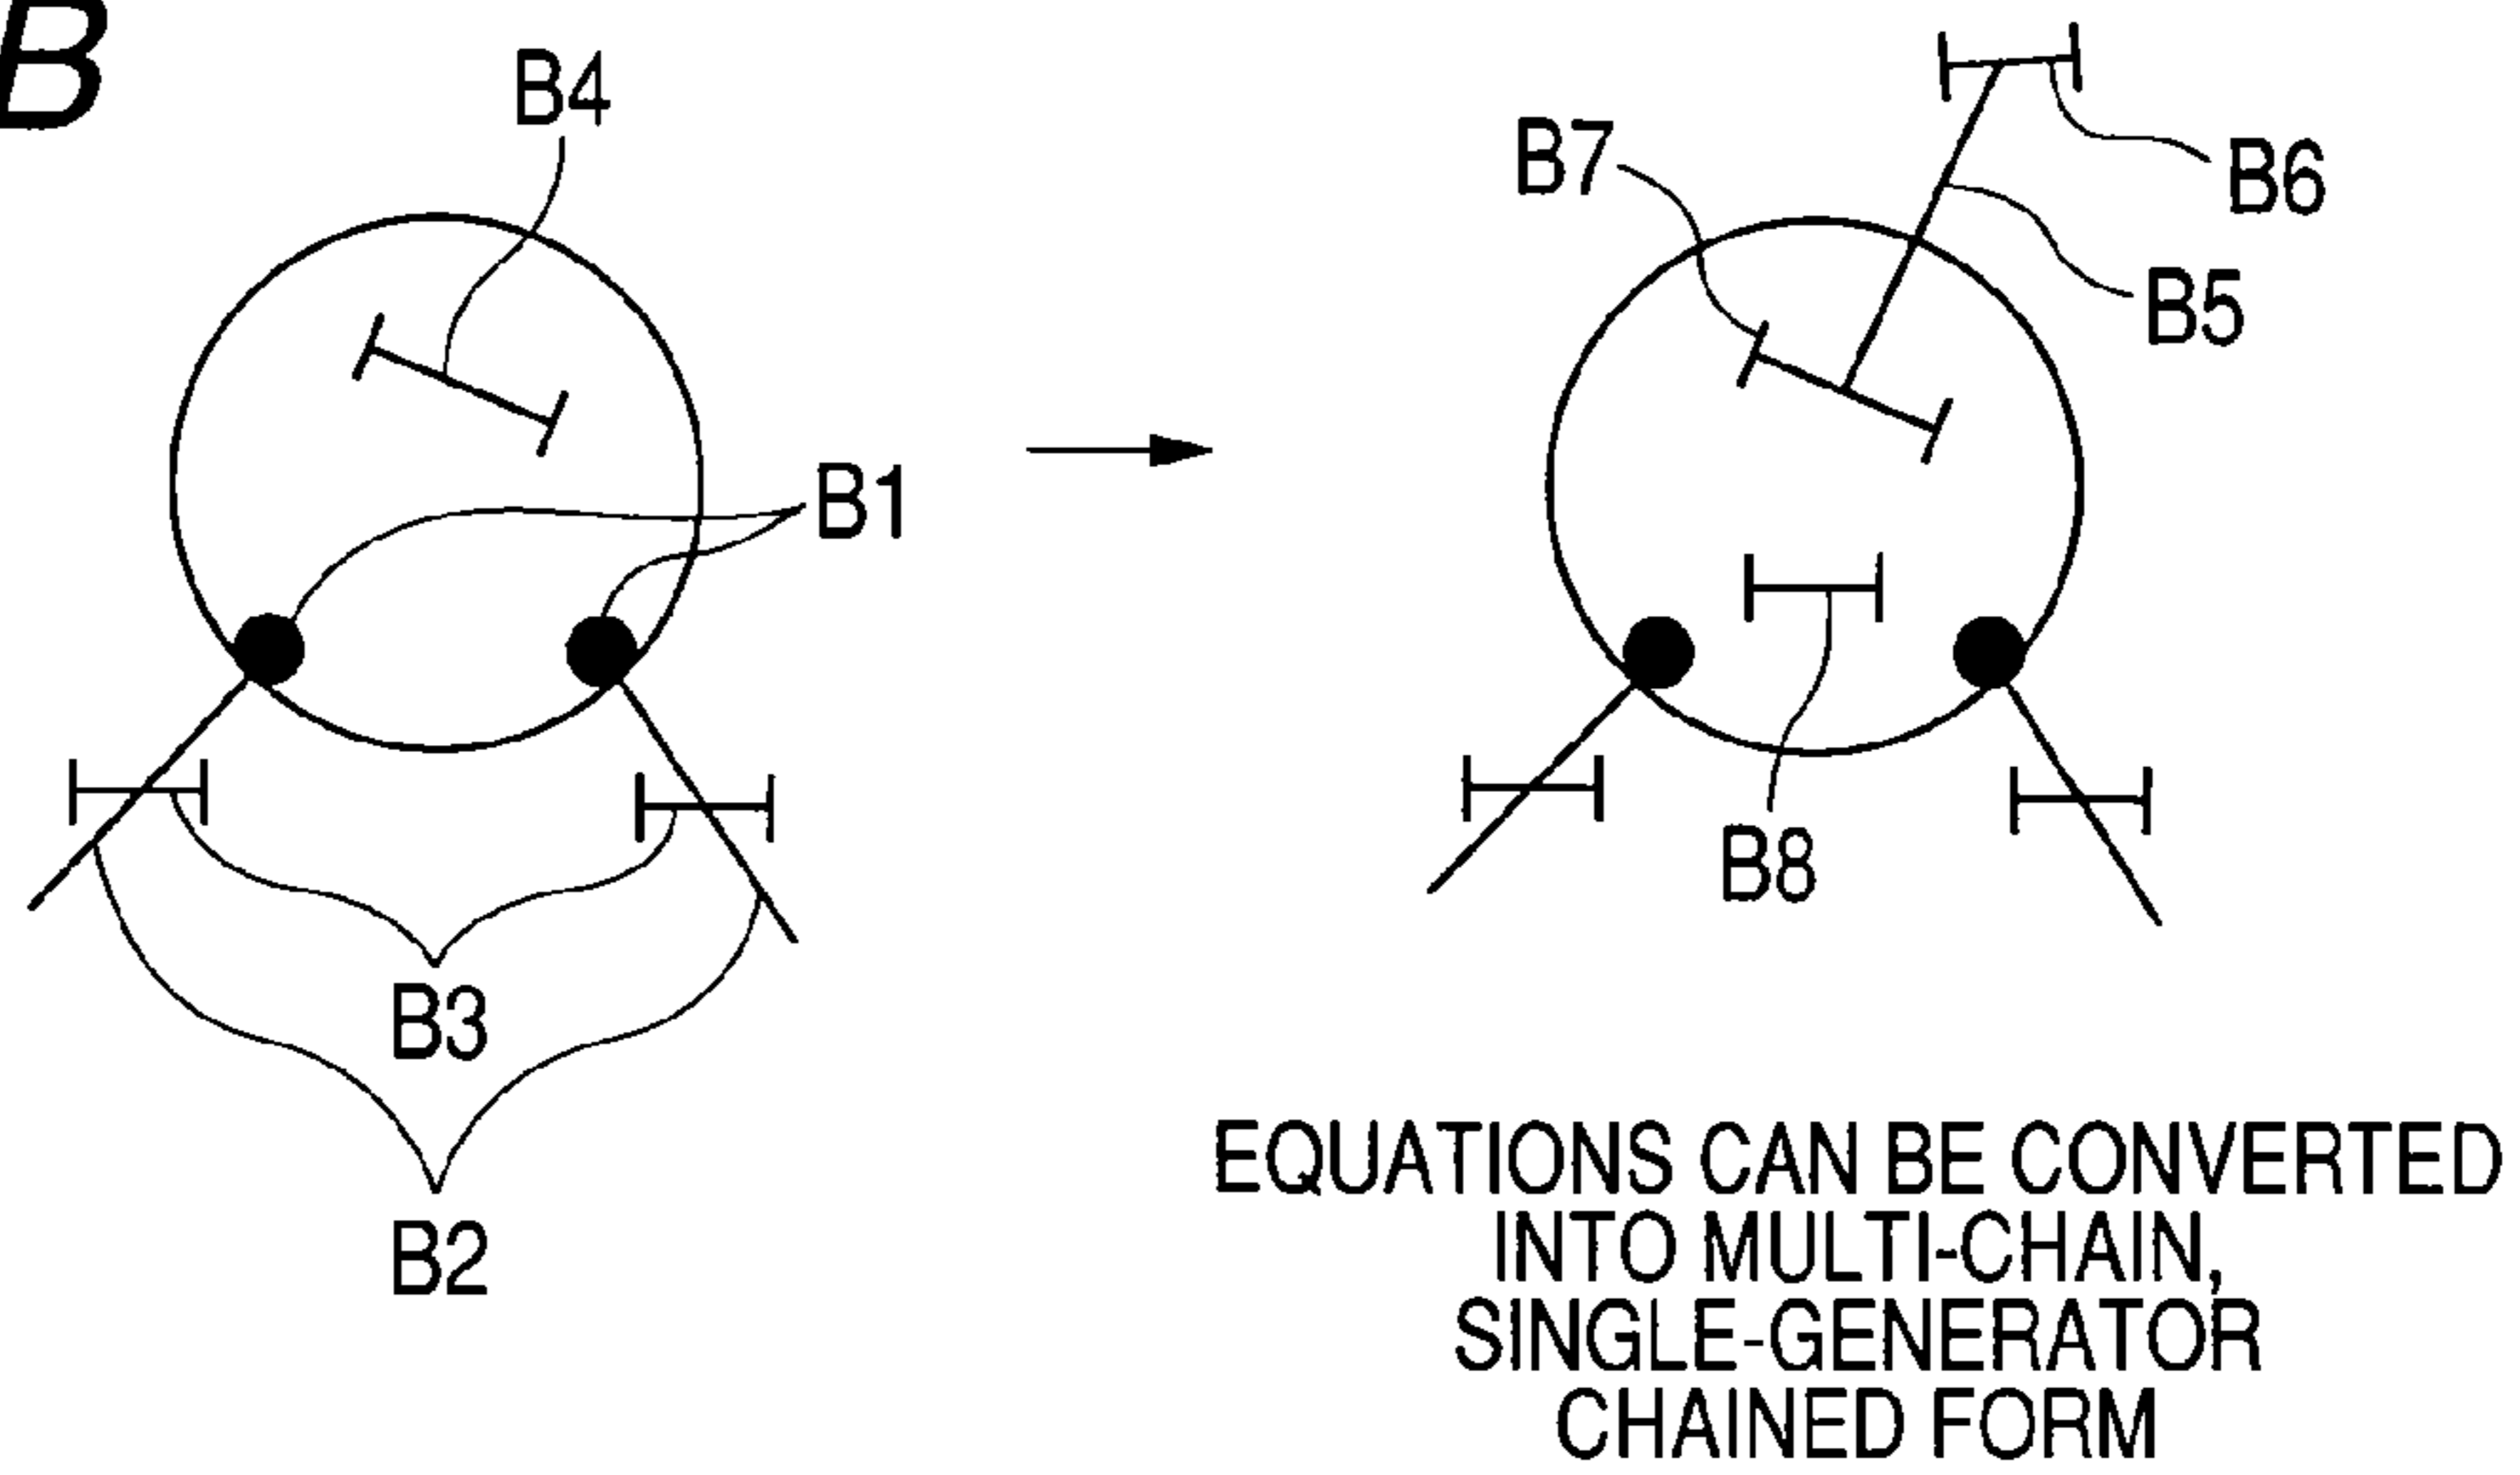 B
B4
B7
B6
B5
B1
B8
B3
B2
EQUATIONS CAN BE CONVERTED
INTO MULTI-CHAIN,
SINGLE-GENERATOR
CHAINED FORM